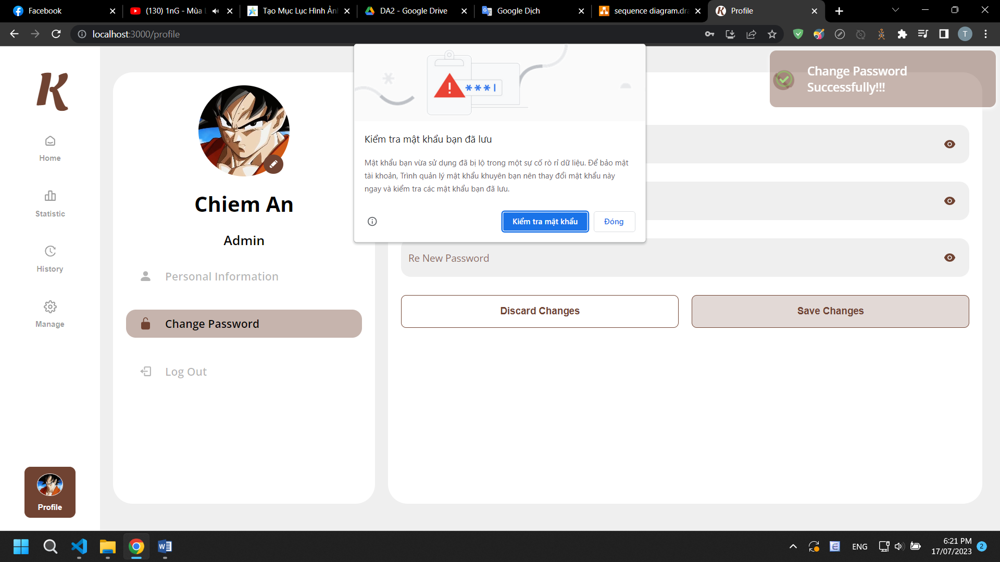 Facebook
(130) 1nG - Mùa L
Tạo Mục Lục Hình Ản
DA2 - Google Drive
Google Dịch
sequence diagram.dra
Profile
localhost:3000/profile
T
K
Home
Statistic
History
Manage
Profile
Chiem An
Admin
Personal Information
Change Password
Log Out
Kiểm tra mật khẩu bạn đã lưu
Mật khẩu bạn vừa sử dụng đã bị lộ trong một sự cố rò rỉ dữ liệu. Để bảo mật
tài khoản, Trình quản lý mật khẩu khuyên bạn nên thay đổi mật khẩu này
ngay và kiểm tra các mật khẩu bạn đã lưu.
Kiểm tra mật khẩu
Đóng
Change Password
Successfully!!!
Re New Password
Discard Changes
Save Changes
ENG
6:21 PM
17/07/2023
2